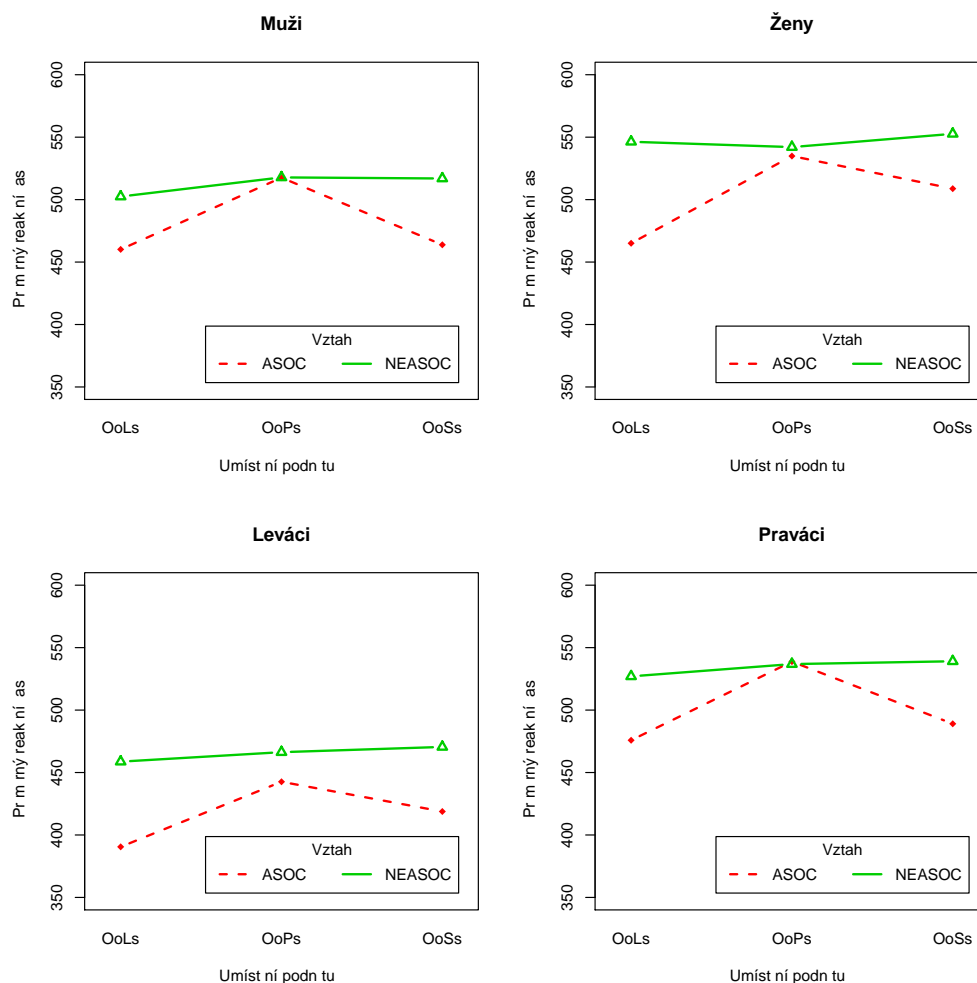 Muži
Pr m rný reak ní  as
600
550
500
450
400
350
Vztah
ASOC NEASOC
OoLs OoPs OoSs
Umíst ní podn tu
Ženy
Pr m rný reak ní  as
600
550
500
450
400
350
Vztah
ASOC NEASOC
OoLs OoPs OoSs
Umíst ní podn tu
Leváci
Pr m rný reak ní  as
600
550
500
450
400
350
Vztah
ASOC NEASOC
OoLs OoPs OoSs
Umíst ní podn tu
Praváci
Pr m rný reak ní  as
600
550
500
450
400
350
Vztah
ASOC NEASOC
OoLs OoPs OoSs
Umíst ní podn tu